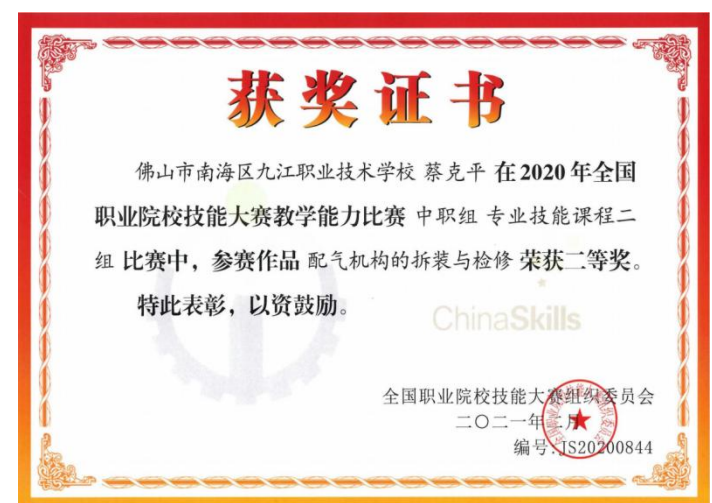 获奖证书
佛山市南海区九江职业技术学校 蔡克平 在2020年全国
职业院校技能大赛教学能力比赛 中职组 专业技能课程二
组 比赛中，参赛作品 配气机构的拆装与检修 荣获二等奖。
特此表彰，以资鼓励。
ChinaSkills
全国职业院校技能大赛组织委员会
二〇二一年二月
编号:JS20200844